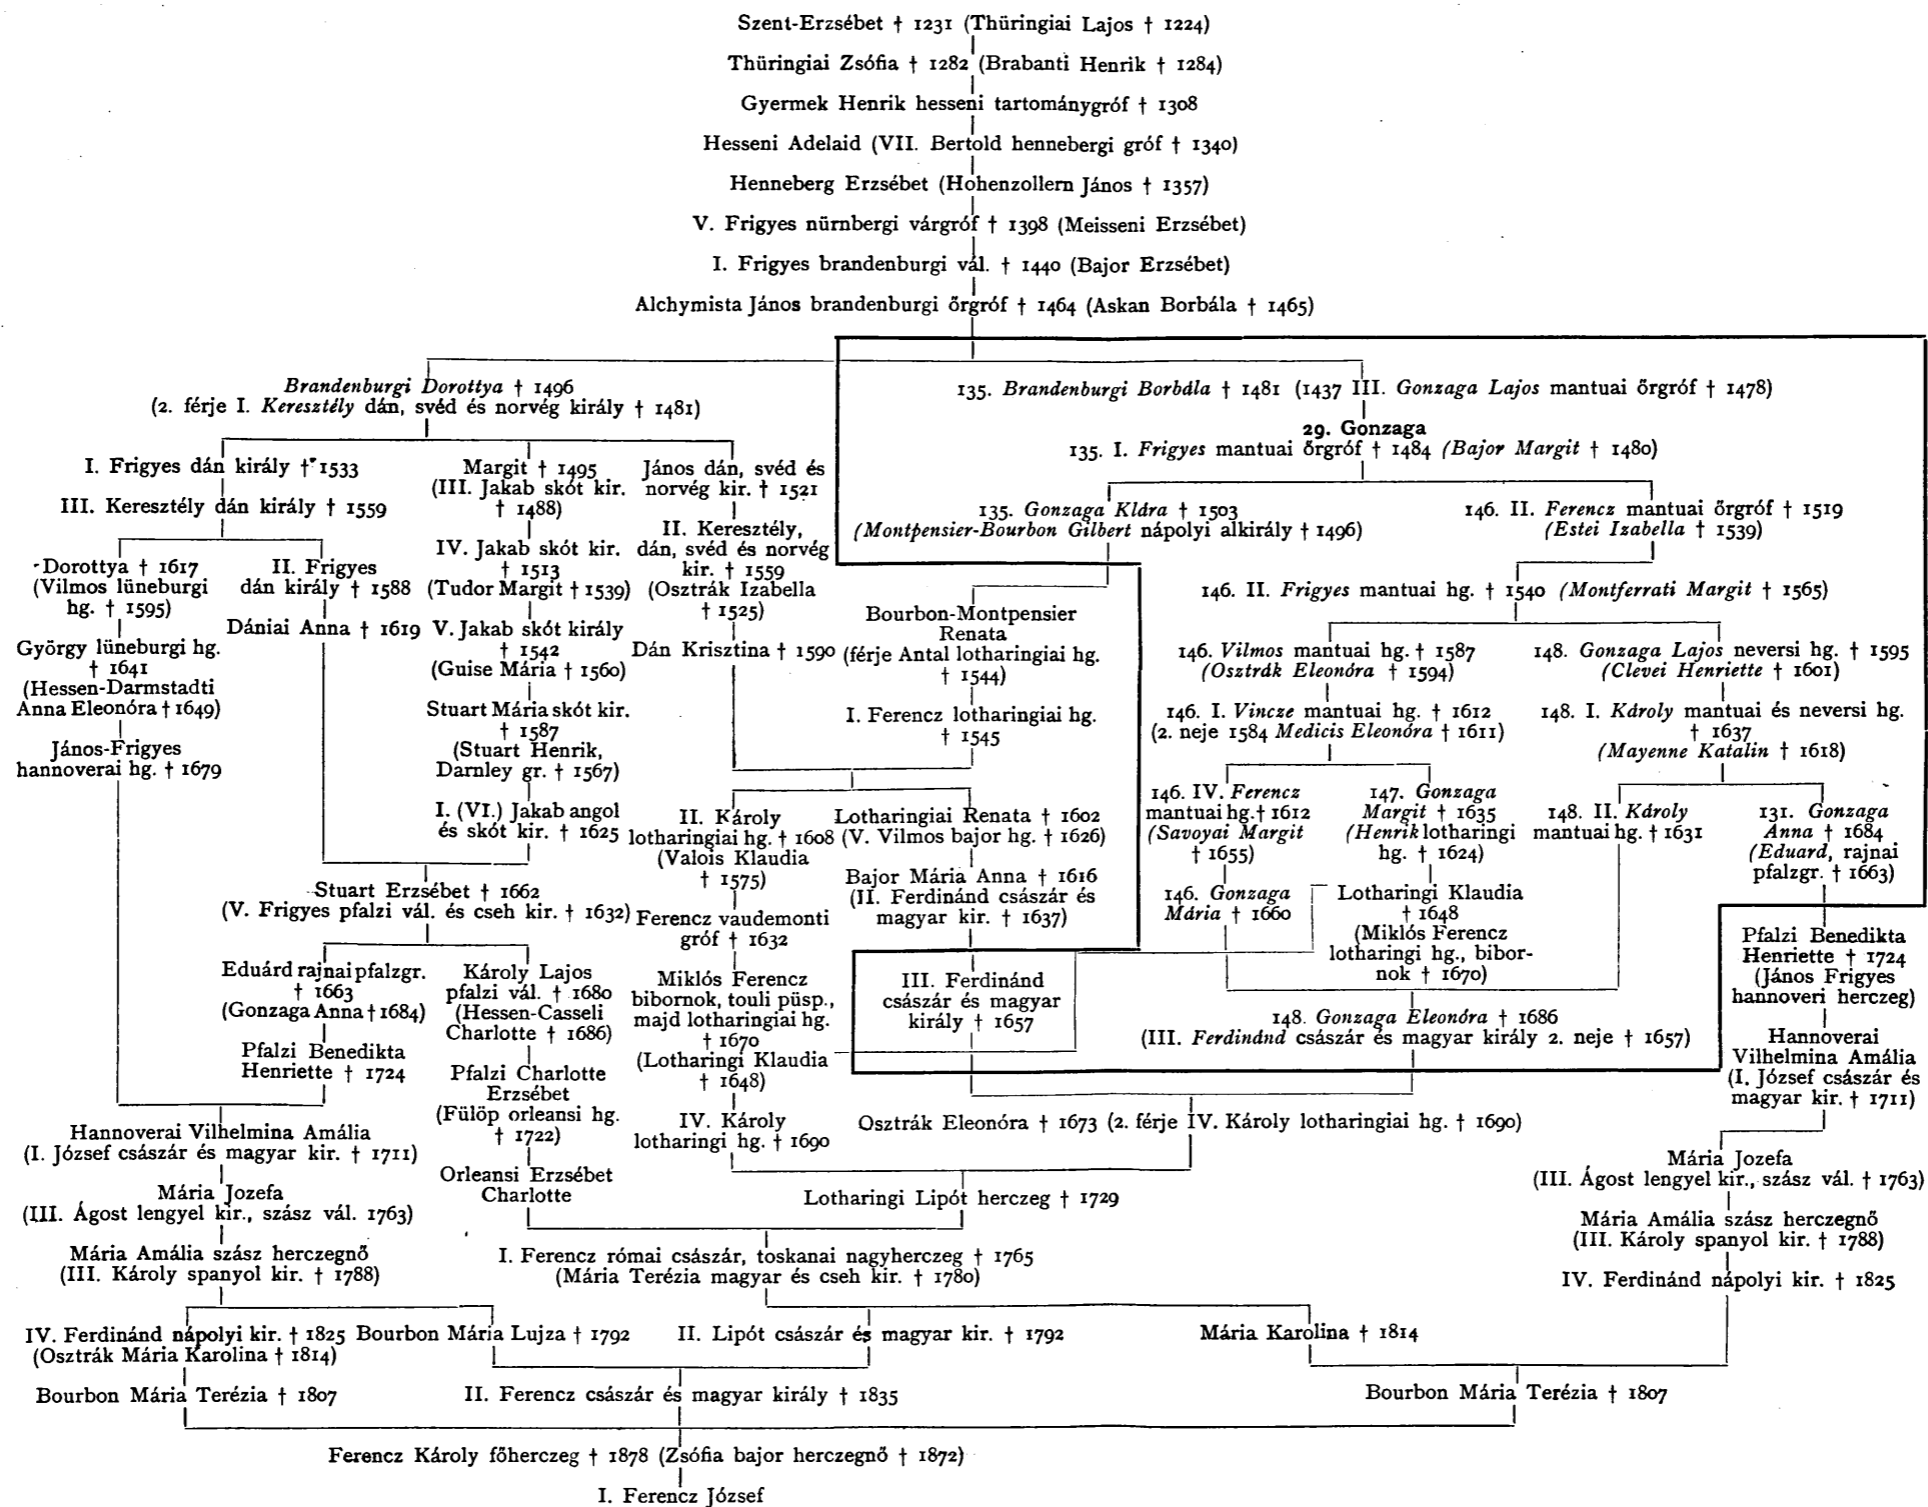 Szent-Erzsébet † 1231 (Thüringiai Lajos † 1224)
Thüringiai Zsófia † 1282 (Brabanti Henrik † 1284)
Gyermek Henrik hesseni tartománygróf † 1308
Hesseni Adelaid (VII. Bertold hennebergi gróf † 1340)
Henneberg Erzsébet (Hohenzollern János † 1357)
V. Frigyes nürnbergi várgróf † 1398 (Meisseni Erzsébet)
I. Frigyes brandenburgi vál. † 1440 (Bajor Erzsébet)
Alchymista János brandenburgi őrgróf † 1464 (Askan Borbála † 1465)
Brandenburgi Dorottya † 1496
(2. férje I. Keresztély dán, svéd és norvég király † 1481)
I. Frigyes dán király † 1533
III. Keresztély dán király † 1559
Dorottya † 1617
(Vilmos lüneburgi
hg. † 1595)
György lüneburgi hg.
† 1641
(Hessen-Darmstadti
Anna Eleonóra † 1649)
János-Frigyes
hannoverai hg. † 1679
II. Frigyes
dán király † 1588
Dániai Anna † 1619
Margit † 1495
(III. Jakab skót kir.
† 1488)
IV. Jakab skót kir.
† 1513
(Tudor Margit † 1539)
V. Jakab skót király
† 1542
(Guise Mária † 1560)
Stuart Mária skót kir.
† 1587
(Stuart Henrik,
Darnley gr. † 1567)
I. (VI.) Jakab angol
és skót kir. † 1625
János dán, svéd és
norvég kir. † 1521
II. Keresztély,
dán, svéd és norvég
kir. † 1559
(Osztrák Izabella
† 1525)
Dán Krisztina † 1590
135. Brandenburgi Borbála † 1481 (1437 III. Gonzaga Lajos mantuai őrgróf † 1478)
29. Gonzaga
135. I. Frigyes mantuai őrgróf † 1484 (Bajor Margit † 1480)
135. Gonzaga Klára † 1503
(Montpensier-Bourbon Gilbert nápolyi alkirály † 1496)
146. II. Ferencz mantuai őrgróf † 1519
(Estei Izabella † 1539)
146. II. Frigyes mantuai hg. † 1540 (Montferrati Margit † 1565)
Bourbon-Montpensier
Renata
(férje Antal lotharingiai hg.
† 1544)
I. Ferencz lotharingiai hg.
† 1545
146. Vilmos mantuai hg. † 1587
(Osztrák Eleonóra † 1594)
148. Gonzaga Lajos neversi hg. † 1595
(Clevei Henriette † 1601)
146. I. Vincze mantuai hg. † 1612
(2. neje 1584 Medicis Eleonóra † 1611)
148. I. Károly mantuai és neversi hg.
† 1637
(Mayenne Katalin † 1618)
146. IV. Ferencz
mantuai hg. † 1612
(Savoyai Margit
† 1655)
147. Gonzaga
Margit † 1635
(Henrik lotharingi
hg. † 1624)
148. II. Károly
mantuai hg. † 1631
131. Gonzaga
Anna † 1684
(Eduard, rajnai
pfalzgr. † 1663)
II. Károly
lotharingiai hg. † 1608
(Valois Klaudia
† 1575)
Ferencz vaudemonti
gróf † 1632
Miklós Ferencz
bibornok, touli püsp.,
majd lotharingiai hg.
† 1670
(Lotharingi Klaudia
† 1648)
IV. Károly
lotharingi hg. † 1690
Lotharingiai Renata † 1602
(V. Vilmos bajor hg. † 1626)
Bajor Mária Anna † 1616
(II. Ferdinánd császár és
magyar kir. † 1637)
III. Ferdinánd
császár és magyar
király † 1657
146. Gonzaga
Mária † 1660
Lotharingi Klaudia
† 1648
(Miklós Ferencz
lotharingi hg., bibor-
nok † 1670)
148. Gonzaga Eleonóra † 1686
(III. Ferdinánd császár és magyar király 2. neje † 1657)
Stuart Erzsébet † 1662
(V. Frigyes pfalzi vál. és cseh kir. † 1632)
Eduárd rajnai pfalzgr.
† 1663
(Gonzaga Anna † 1684)
Pfalzi Benedikta
Henriette † 1724
Károly Lajos
pfalzi vál. † 1680
(Hessen-Casseli
Charlotte † 1686)
Pfalzi Charlotte
Erzsébet
(Fülöp orleansi hg.
† 1722)
Orleansi Erzsébet
Charlotte
Osztrák Eleonóra † 1673 (2. férje IV. Károly lotharingiai hg. † 1690)
Pfalzi Benedikta
Henriette † 1724
(János Frigyes
hannoveri herczeg)
Hannoverai
Vilhelmina Amália
(I. József császár és
magyar kir. † 1711)
Hannoverai Vilhelmina Amália
(I. József császár és magyar kir. † 1711)
Mária Jozefa
(III. Ágost lengyel kir., szász vál. 1763)
Mária Amália szász herczegnő
(III. Károly spanyol kir. † 1788)
Lotharingi Lipót herczeg † 1729
I. Ferencz római császár, toskanai nagyherczeg † 1765
(Mária Terézia magyar és cseh kir. † 1780)
Mária Jozefa
(III. Ágost lengyel kir., szász vál. † 1763)
Mária Amália szász herczegnő
(III. Károly spanyol kir. † 1788)
IV. Ferdinánd nápolyi kir. † 1825
IV. Ferdinánd nápolyi kir. † 1825
(Osztrák Mária Karolina † 1814)
Bourbon Mária Lujza † 1792
II. Lipót császár és magyar kir. † 1792
Mária Karolina † 1814
Bourbon Mária Terézia † 1807
II. Ferencz császár és magyar király † 1835
Bourbon Mária Terézia † 1807
Ferencz Károly főherczeg † 1878 (Zsófia bajor herczegnő † 1872)
I. Ferencz József